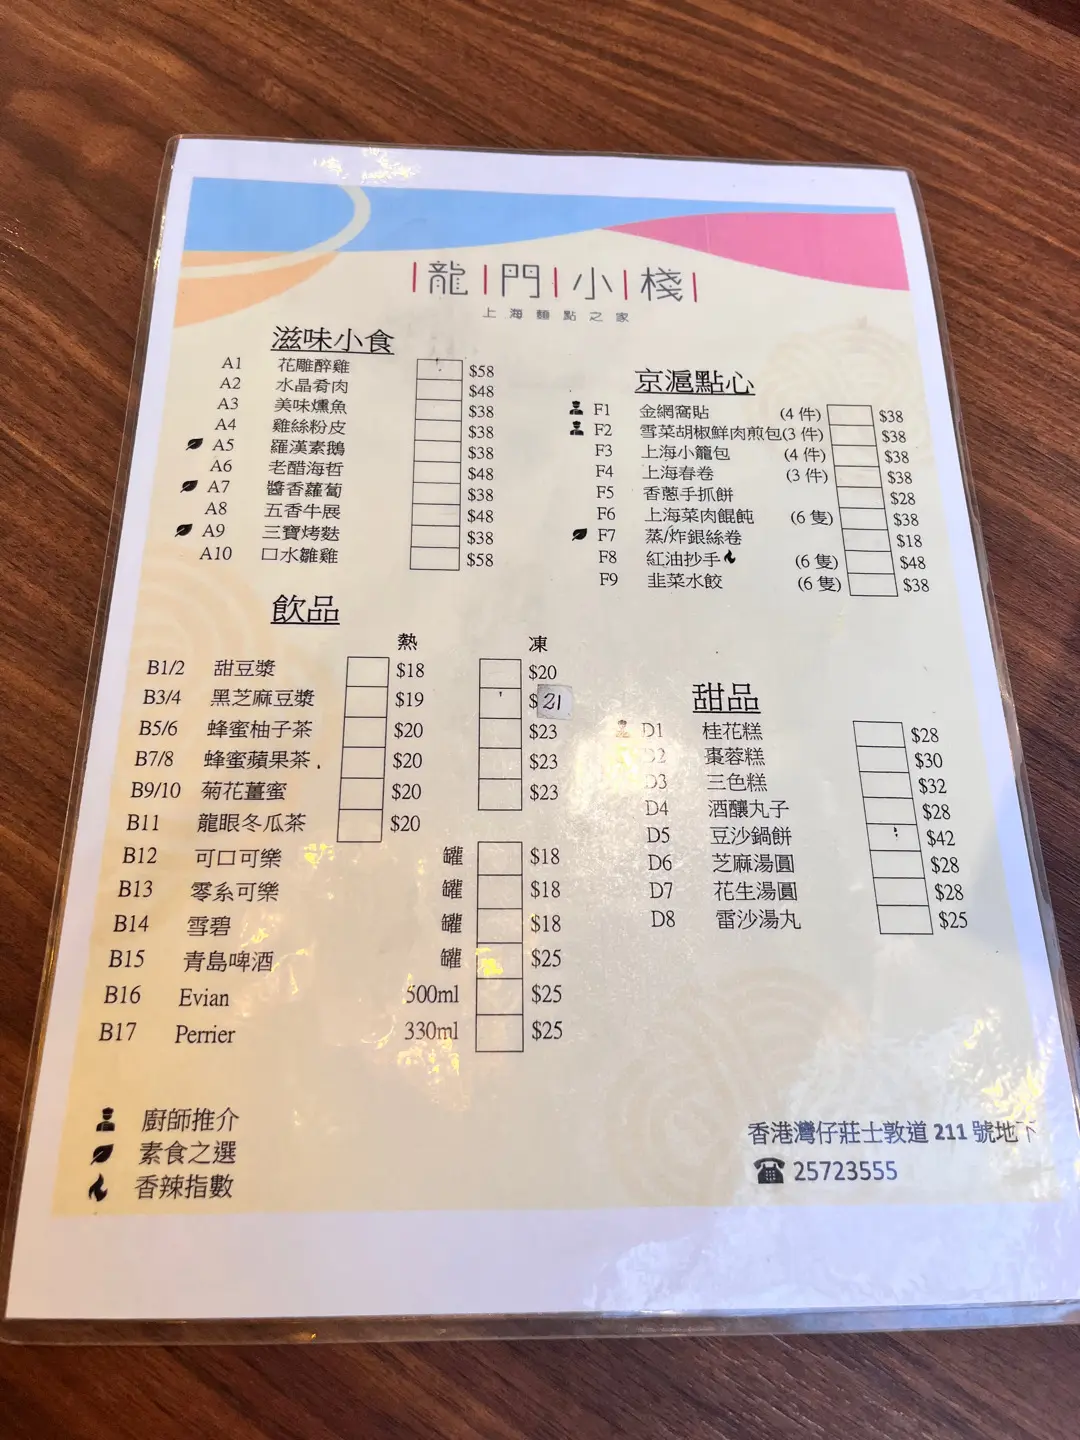 龍門小棧
上海麵點之家
滋味小食
A1 花雕醉雞 $58
A2 水晶肴肉 $48
A3 美味燻魚 $38
A4 雞絲粉皮 $38
A5 羅漢素鵝 $38
A6 老醋海哲 $48
A7 醬香蘿蔔 $38
A8 五香牛展 $48
A9 三寶烤麩 $38
A10 口水雞雞 $58
京滬點心
F1 金網窩貼 (4 件) $38
F2 雪菜胡椒鮮肉煎包(3 件) $38
F3 上海小籠包 (4 件) $38
F4 上海春卷 (3 件) $38
F5 香蔥手抓餅 $28
F6 上海菜肉餛飩 (6 隻) $38
F7 蒸/炸銀絲卷 $18
F8 紅油抄手 (6 隻) $48
F9 韭菜水餃 (6 隻) $38
飲品
熱 凍
B1/2 甜豆漿 $18 $20
B3/4 黑芝麻豆漿 $19 $21
B5/6 蜂蜜柚子茶 $20 $23
B7/8 蜂蜜蘋果茶 $20 $23
B9/10 菊花薑蜜 $20 $23
B11 龍眼冬瓜茶 $20
B12 可口可樂 罐 $18
B13 零系可樂 罐 $18
B14 雪碧 罐 $18
B15 青島啤酒 罐 $25
B16 Evian 500ml $25
B17 Perrier 330ml $25
甜品
D1 桂花糕 $28
D2 棗蓉糕 $30
D3 三色糕 $32
D4 酒釀丸子 $28
D5 豆沙鍋餅 $42
D6 芝麻湯圓 $28
D7 花生湯圓 $28
D8 雷沙湯丸 $25
廚師推介
素食之選
香辣指數
香港灣仔莊士敦道 211 號地下
25723555